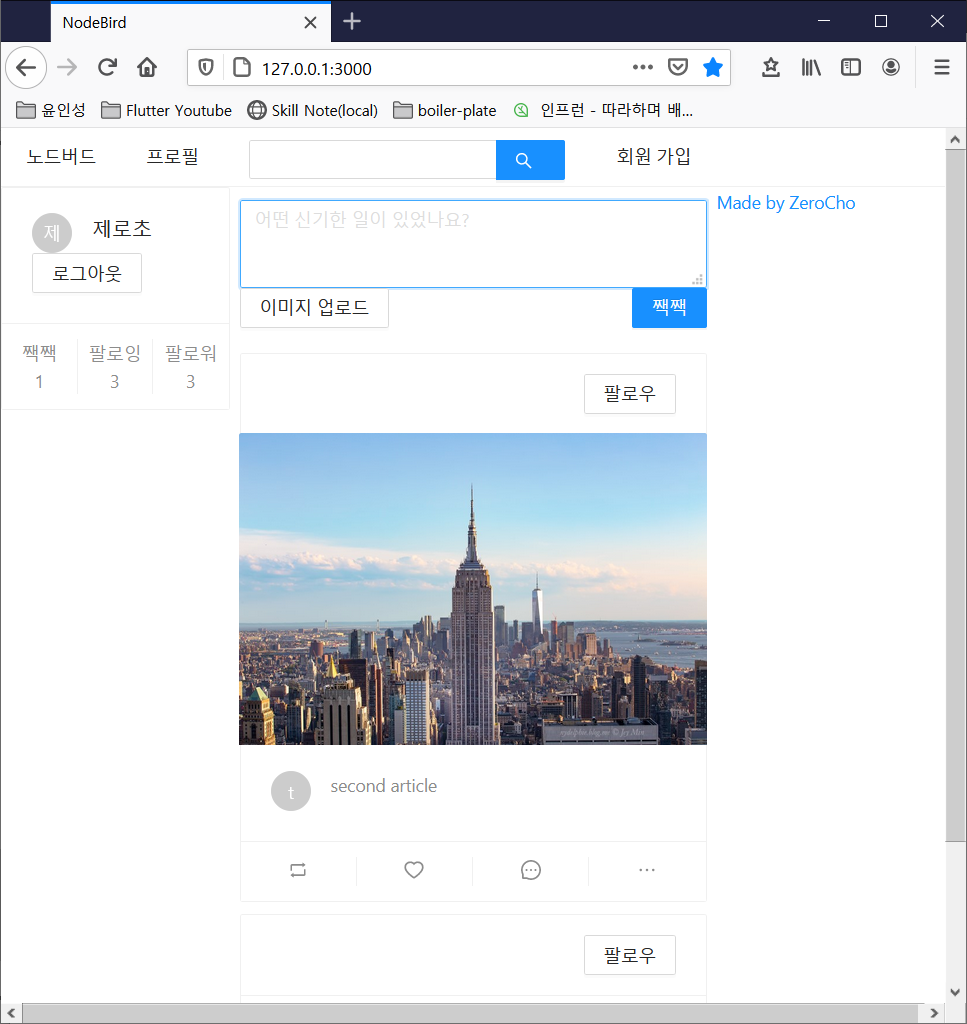 NodeBird
127.0.0.1:3000
윤인성 Flutter Youtube Skill Note(local) boiler-plate 인프런 - 따라하며 배...
노드버드 프로필 회원 가입
제 제로초
로그아웃
짹짹 팔로잉 팔로워
1 3 3
어떤 신기한 일이 있었나요?
이미지 업로드 짹짹
Made by ZeroCho
팔로우
t second article
팔로우